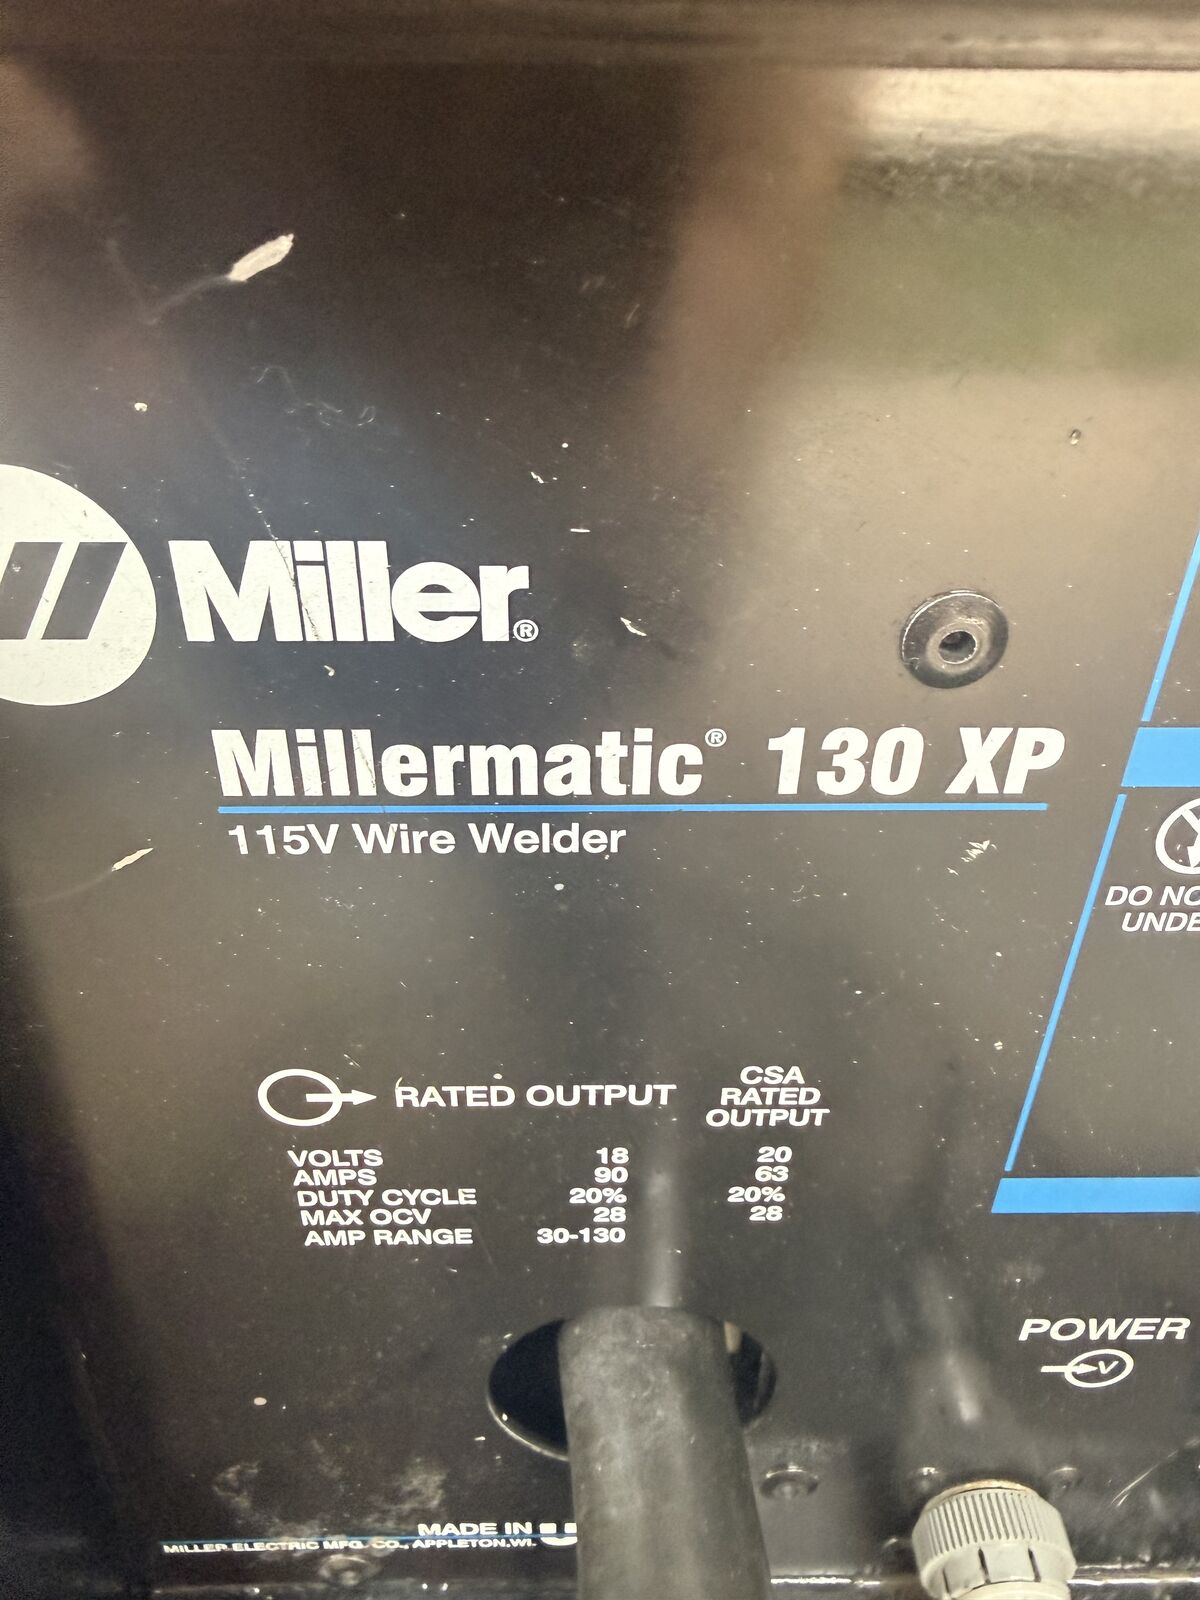 Miller®
Millermatic® 130 XP
115V Wire Welder
DO NO
UNDE
RATED OUTPUT
CSA
RATED
OUTPUT
VOLTS 18 20
AMPS 90 63
DUTY CYCLE 20% 20%
MAX OCV 28 28
AMP RANGE 30-130
POWER
V
MADE IN U
MILLER ELECTRIC MFG. CO., APPLETON,WI.